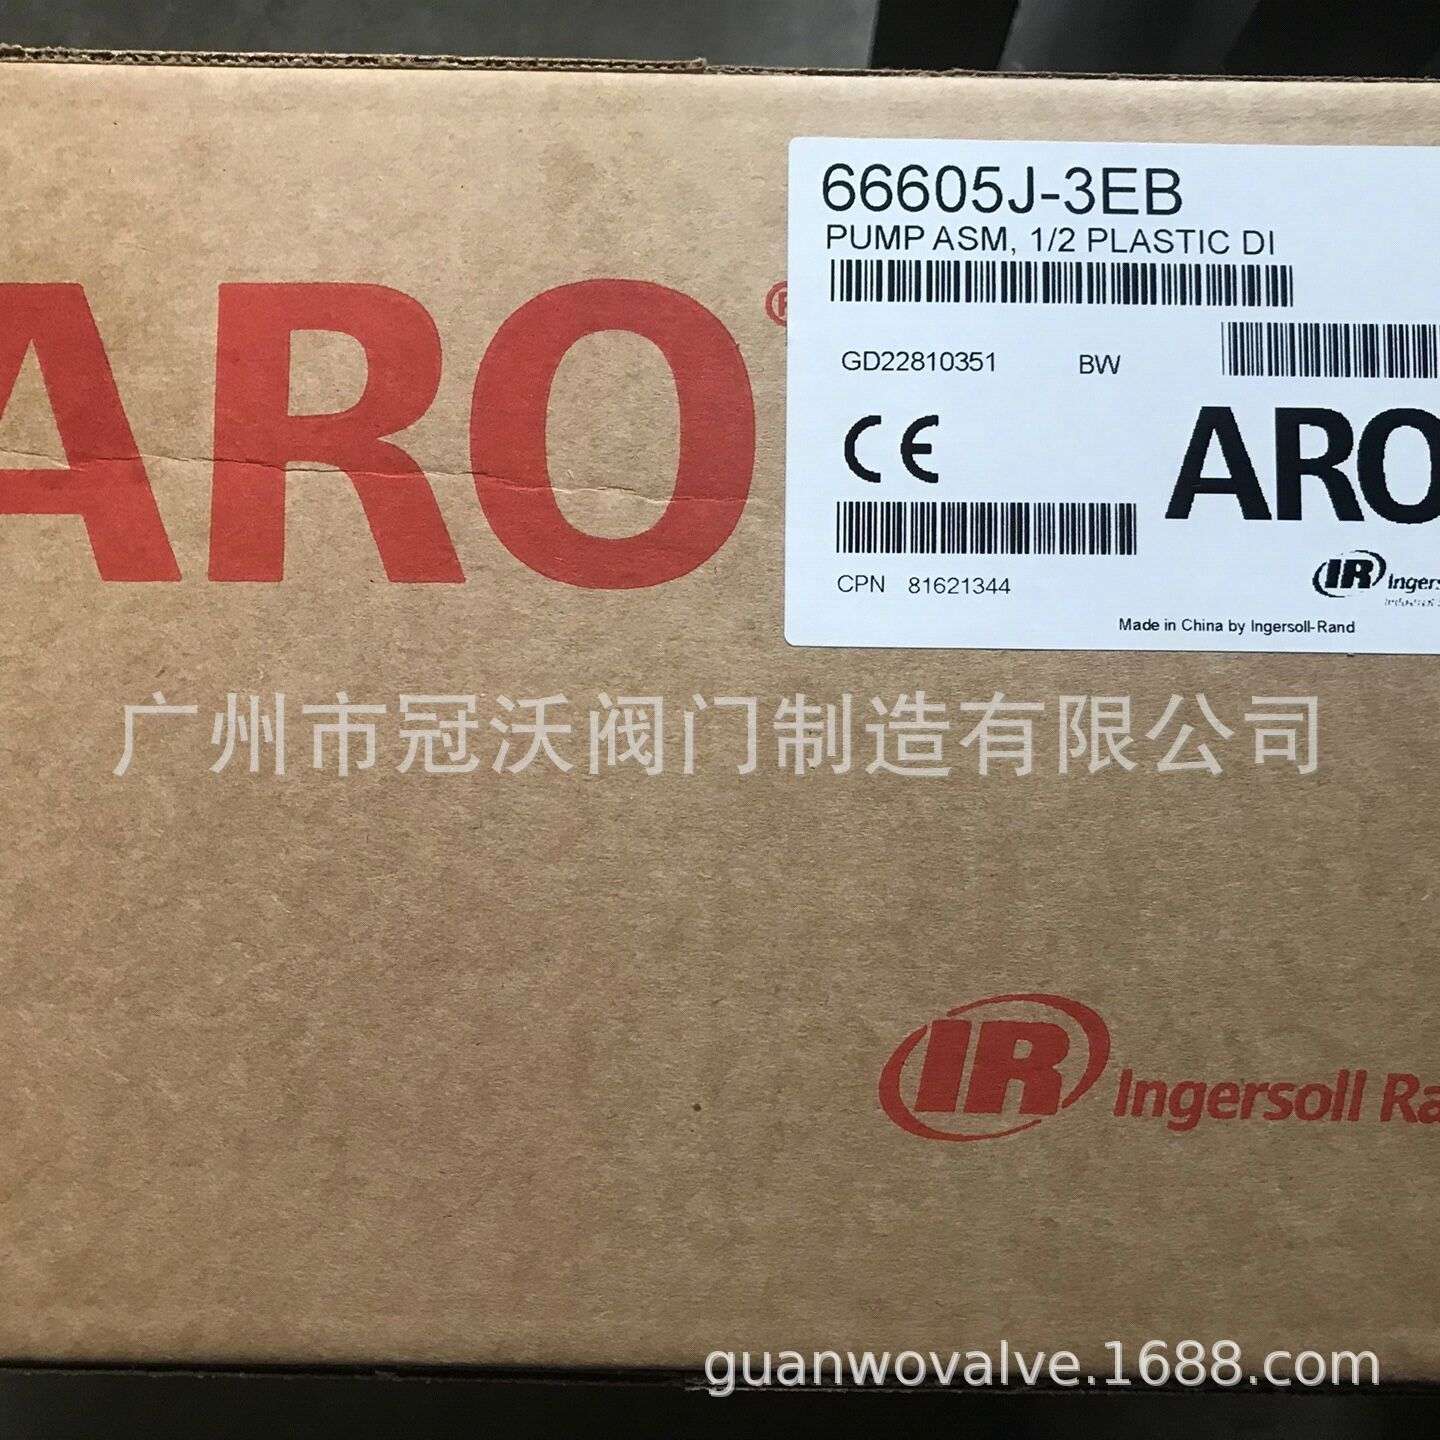 66605J-3EB
PUMP ASM, 1/2 PLASTIC DI
ARO®
GD22810351 BW
CE
ARO
CPN 81621344
IR Ingers
Made in China by Ingersoll-Rand
广州市冠沃阀门制造有限公司
IR Ingersoll Ra
guanwovalve.1688.com